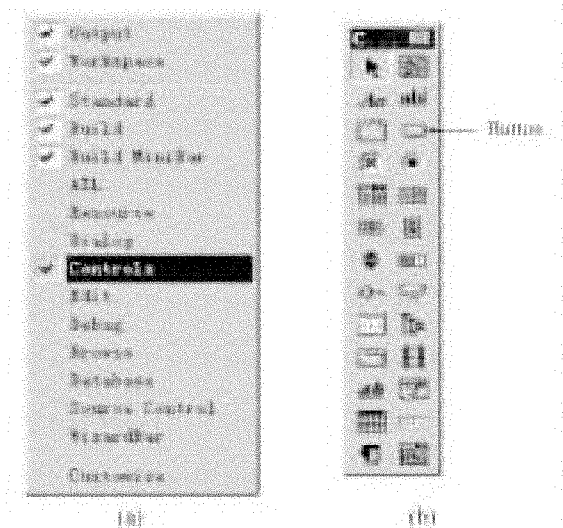 Output
Workspace
Standard
Build
Build MiniBar
ATL
Resource
Dialog
Controls
Edit
Debug
Browse
Database
Source Control
WizardBar
Customize
(a)
Button
(b)